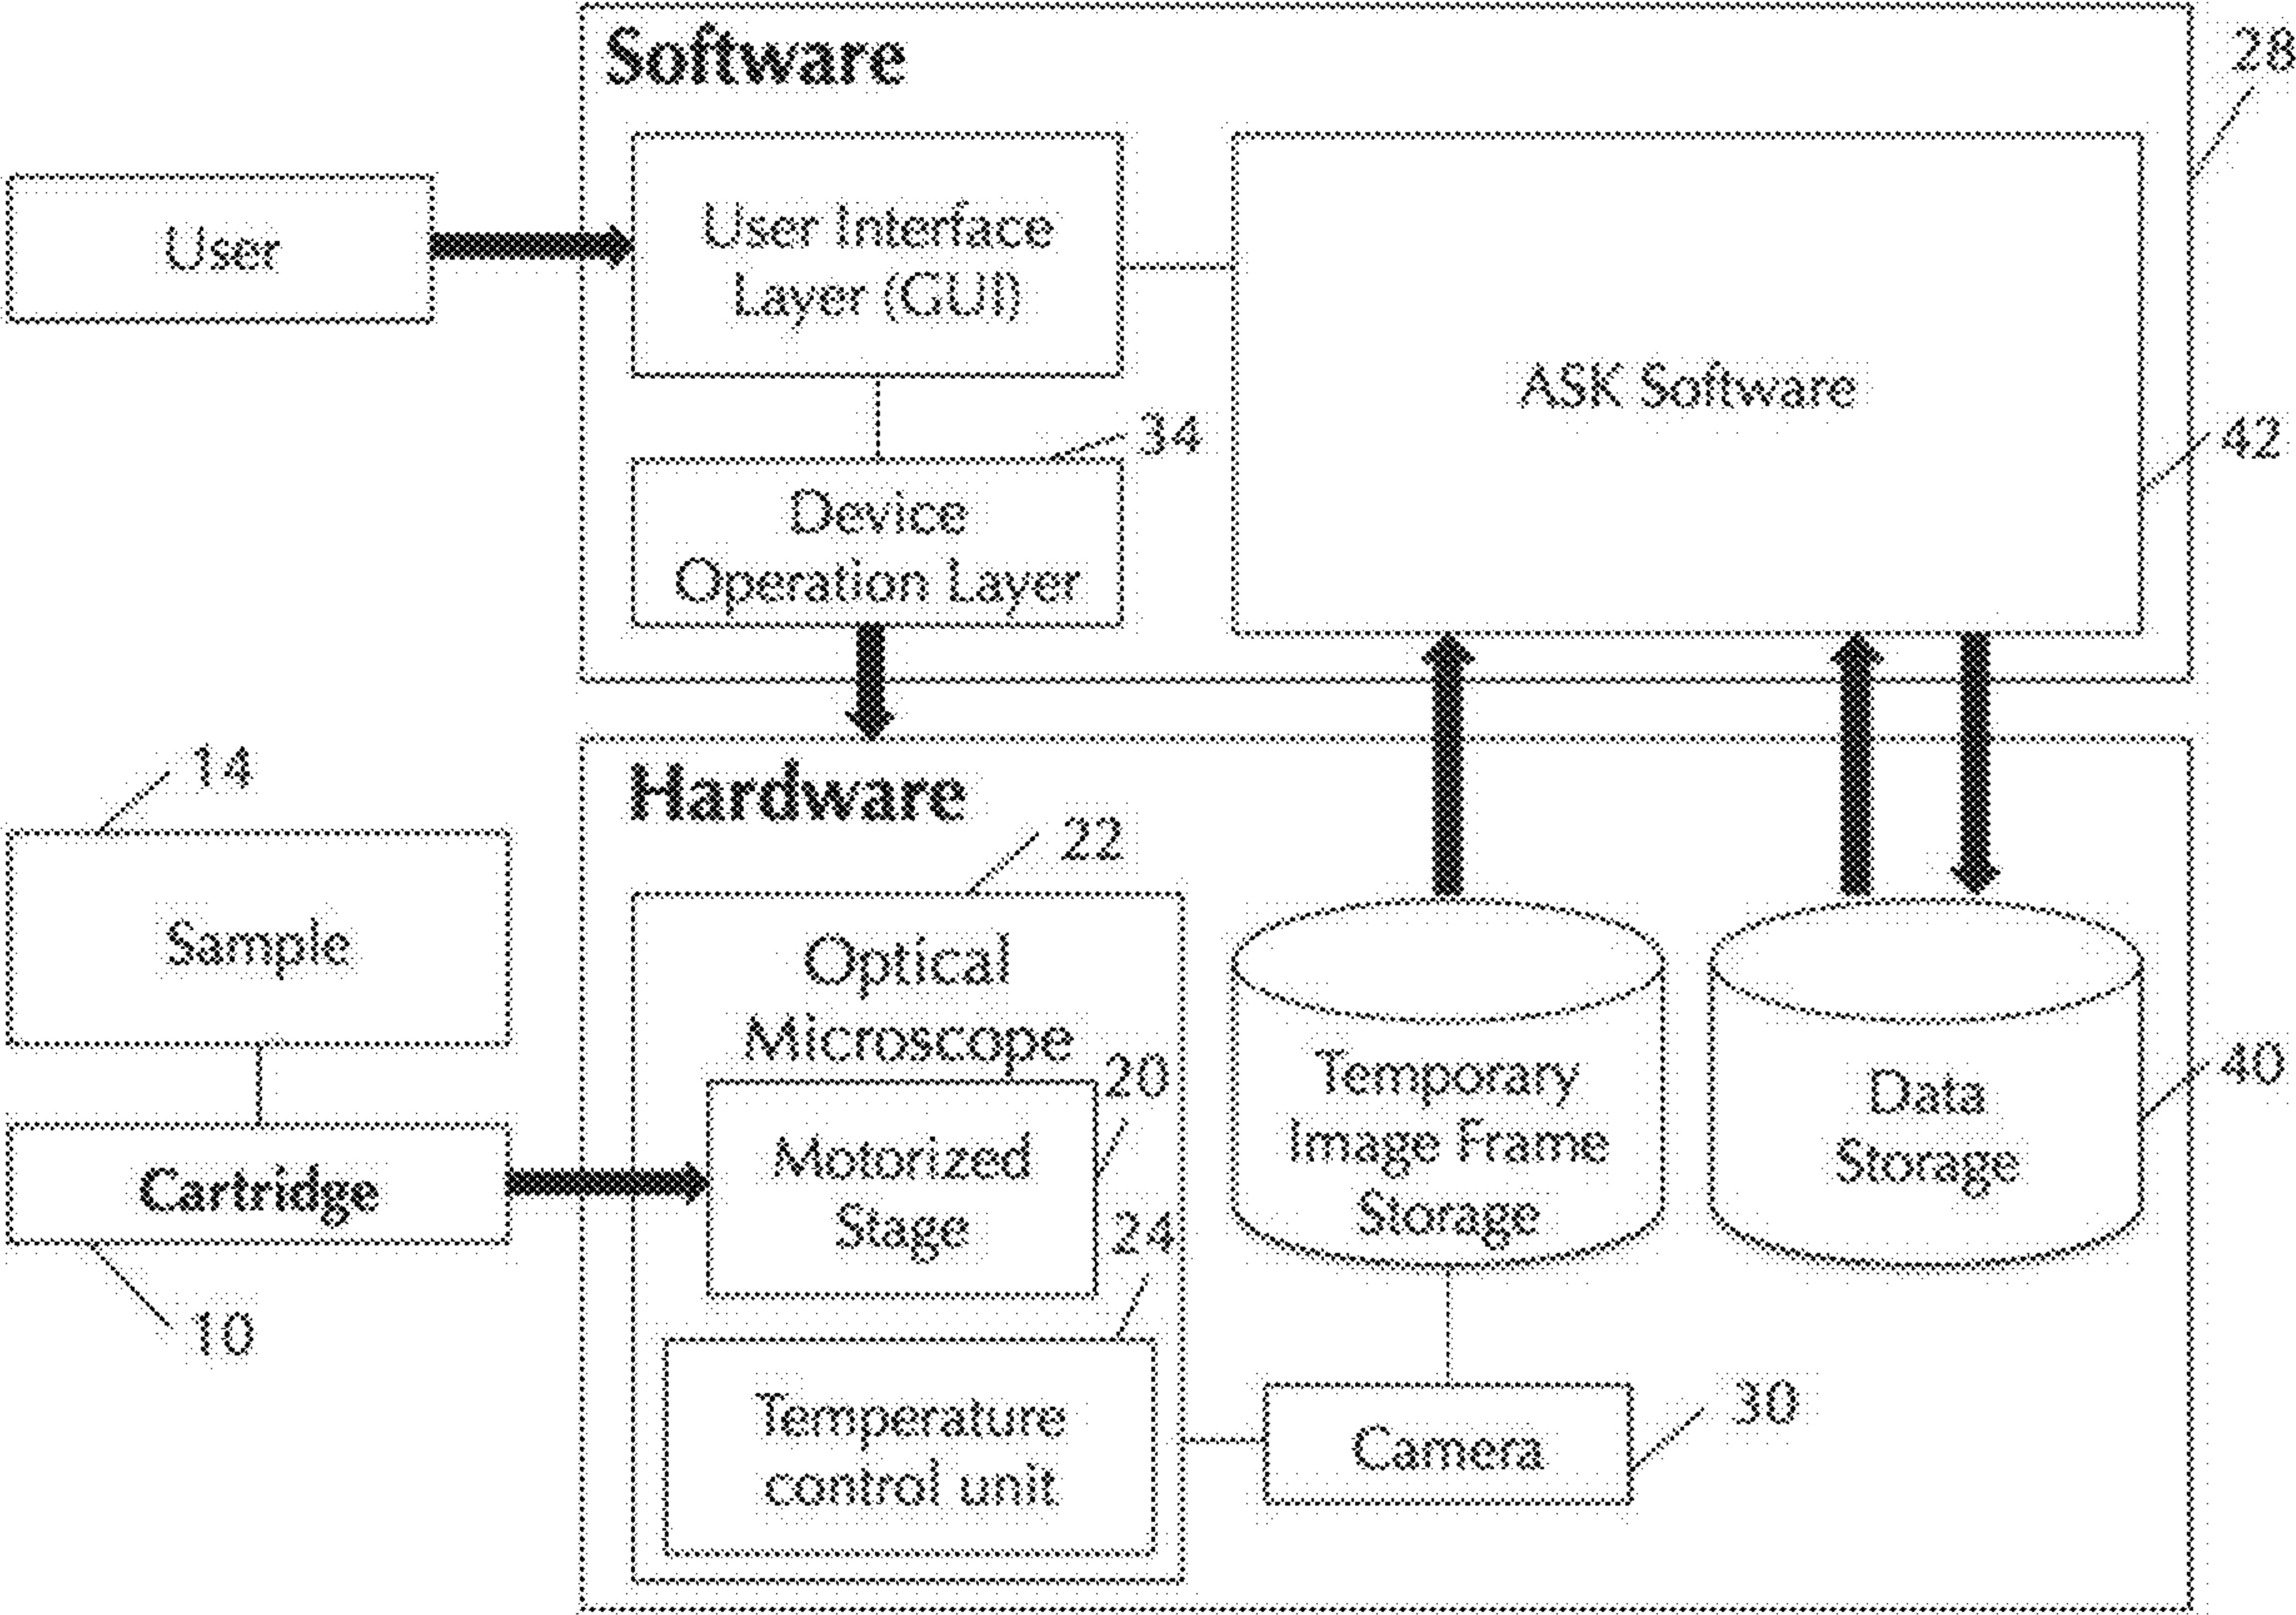 Software
28
User
User Interface
Layer (GUI)
ASK Software
34
42
Device
Operation Layer
14
Hardware
22
Sample
Optical
Microscope
20
Temporary
Image Frame
Storage
Data
Storage
40
Cartridge
Motorized
Stage
24
10
Temperature
control unit
Camera
30